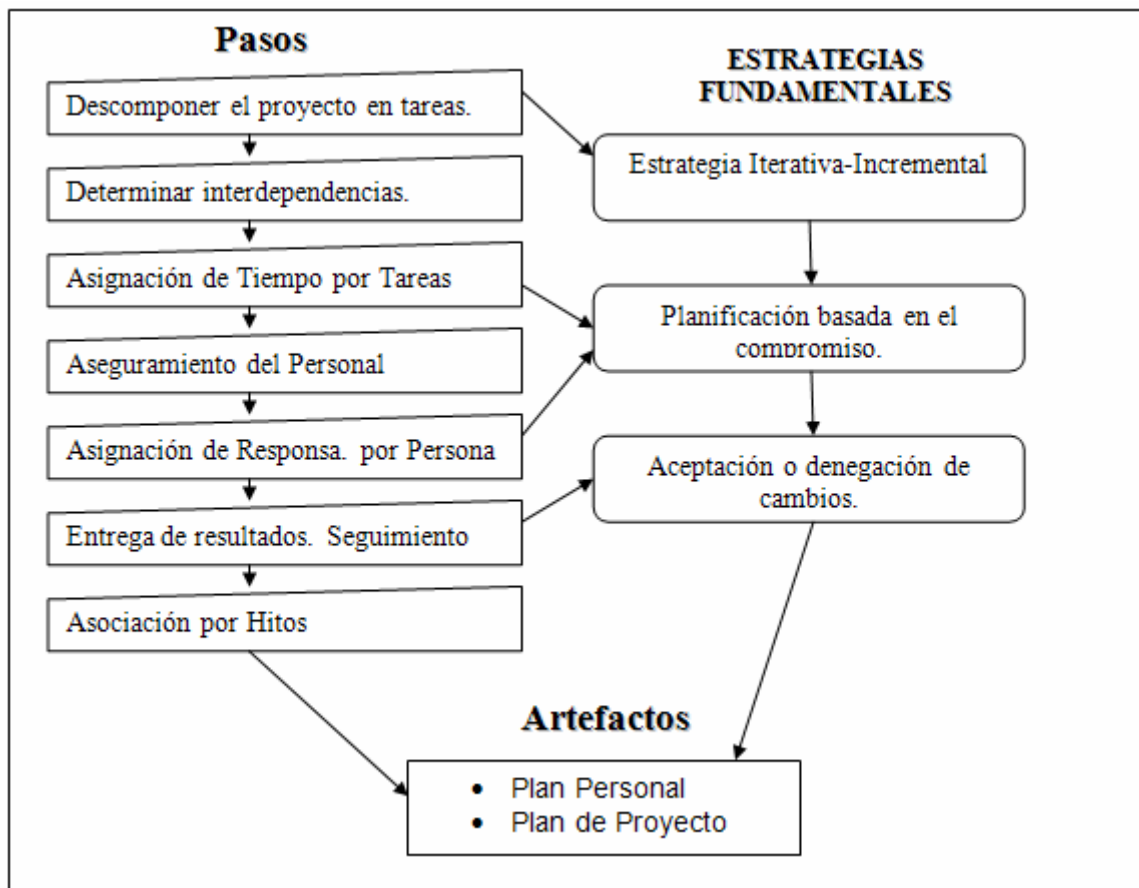 Pasos
Descomponer el proyecto en tareas.
Determinar interdependencias.
Asignación de Tiempo por Tareas
Aseguramiento del Personal
Asignación de Responsa. por Persona
Entrega de resultados. Seguimiento
Asociación por Hitos
ESTRATEGIAS
FUNDAMENTALES
Estrategia Iterativa-Incremental
Planificación basada en el
compromiso.
Aceptación o denegación de
cambios.
Artefactos
• Plan Personal
• Plan de Proyecto